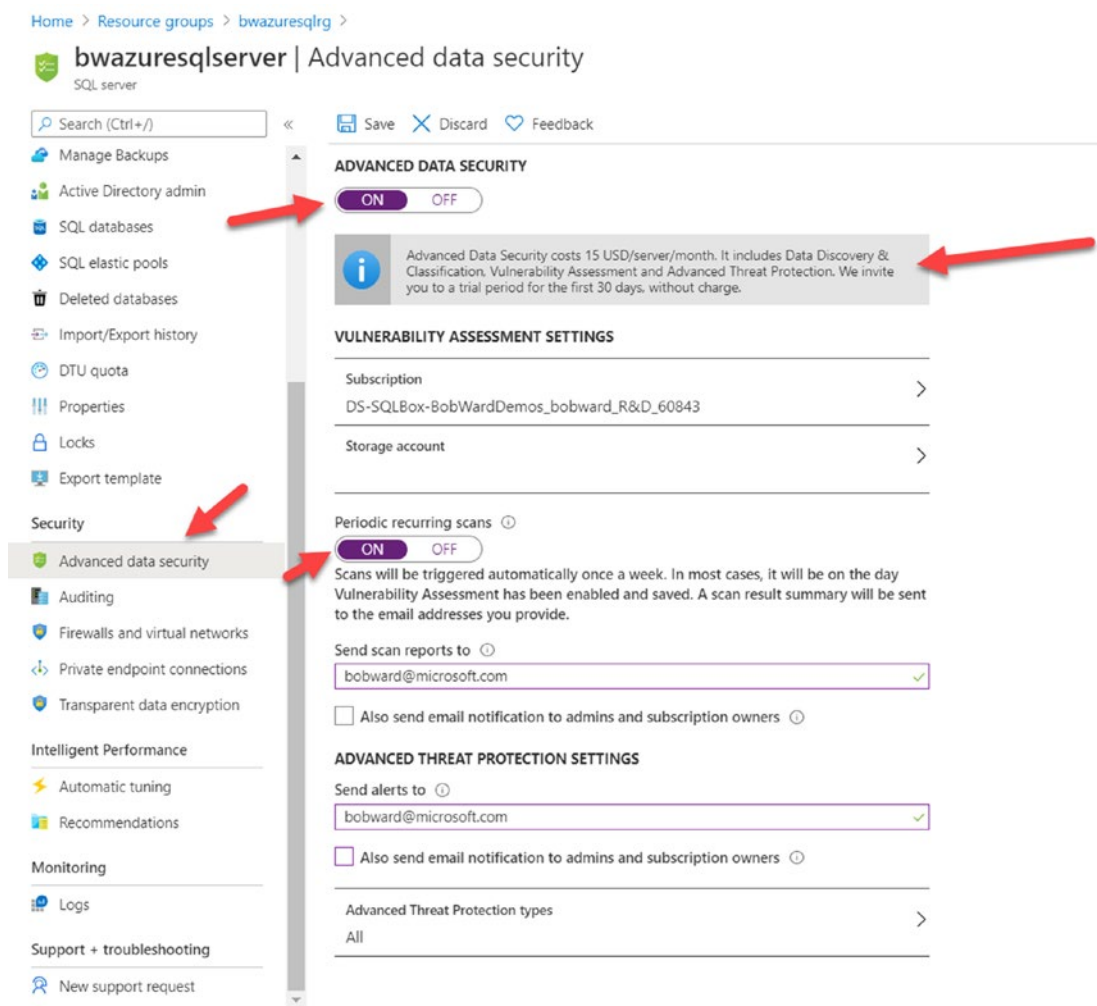 Home > Resource groups > bwazuresqlrg >
bwazuresqlserver | Advanced data security
SQL server
Search (Ctrl+/)
«
Manage Backups
Active Directory admin
SQL databases
SQL elastic pools
Deleted databases
Import/Export history
DTU quota
Properties
Locks
Export template
Security
Advanced data security
Auditing
Firewalls and virtual networks
Private endpoint connections
Transparent data encryption
Intelligent Performance
Automatic tuning
Recommendations
Monitoring
Logs
Support + troubleshooting
New support request
Save Discard Feedback
ADVANCED DATA SECURITY
ON OFF
Advanced Data Security costs 15 USD/server/month. It includes Data Discovery &
Classification, Vulnerability Assessment and Advanced Threat Protection. We invite
you to a trial period for the first 30 days, without charge.
VULNERABILITY ASSESSMENT SETTINGS
Subscription
DS-SQLBox-BobWardDemos_bobward_R&D_60843
Storage account
Periodic recurring scans
ON OFF
Scans will be triggered automatically once a week. In most cases, it will be on the day
Vulnerability Assessment has been enabled and saved. A scan result summary will be sent
to the email addresses you provide.
Send scan reports to
bobward@microsoft.com
Also send email notification to admins and subscription owners
ADVANCED THREAT PROTECTION SETTINGS
Send alerts to
bobward@microsoft.com
Also send email notification to admins and subscription owners
Advanced Threat Protection types
All